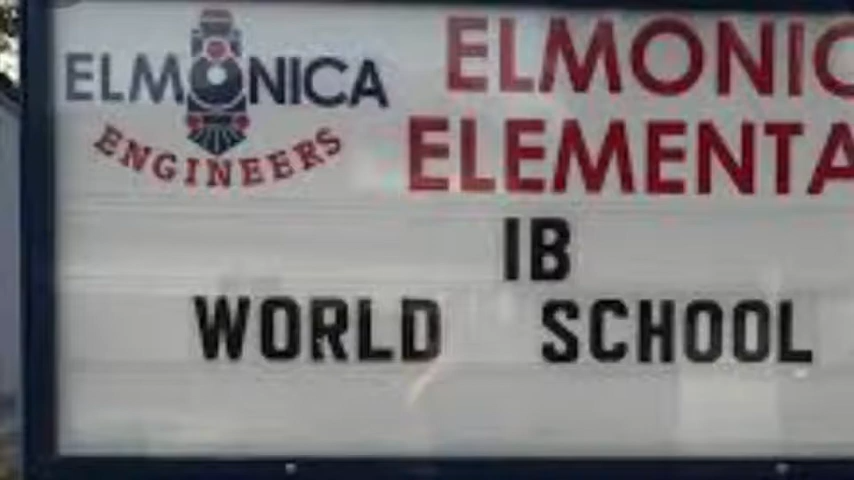 ELMONICA
ENGINEERS
ELMONIC
ELEMENTA
IB
WORLD SCHOOL